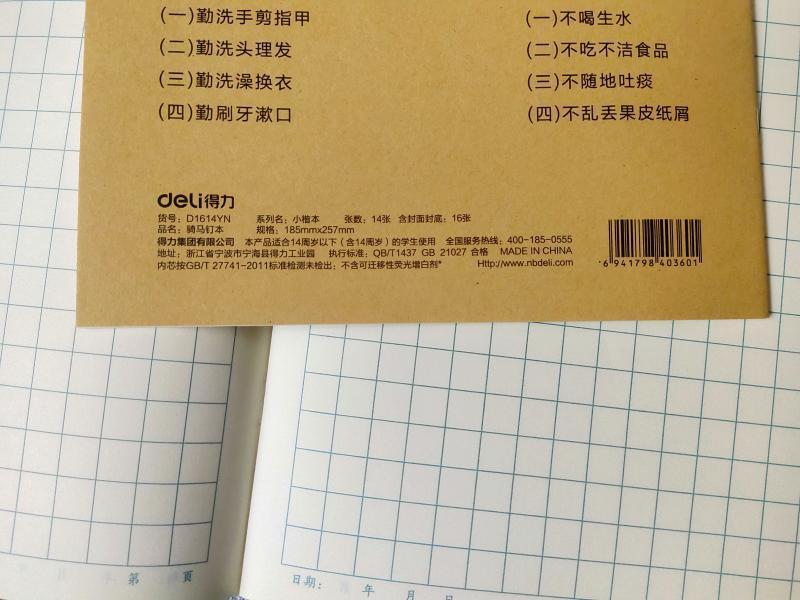 (一)勤洗手剪指甲 (一)不喝生水
(二)勤洗头理发 (二)不吃不洁食品
(三)勤洗澡换衣 (三)不随地吐痰
(四)勤刷牙漱口 (四)不乱丢果皮纸屑
deli得力
货号：D1614YN 系列名：小楷本 张数：14张 含封面封底：16张
品名：骑马钉本 规格：185mmx257mm
得力集团有限公司 本产品适合14周岁以下（含14周岁）的学生使用 全国服务热线：400-185-0555
地址：浙江省宁波市宁海县得力工业园 执行标准：QB/T1437 GB 21027 合格 MADE IN CHINA
内芯按GB/T 27741-2011标准检测未检出：不含可迁移性荧光增白剂* Http://www.nbdeli.com
6 941798 403601
第 页
日期： 年 月 日